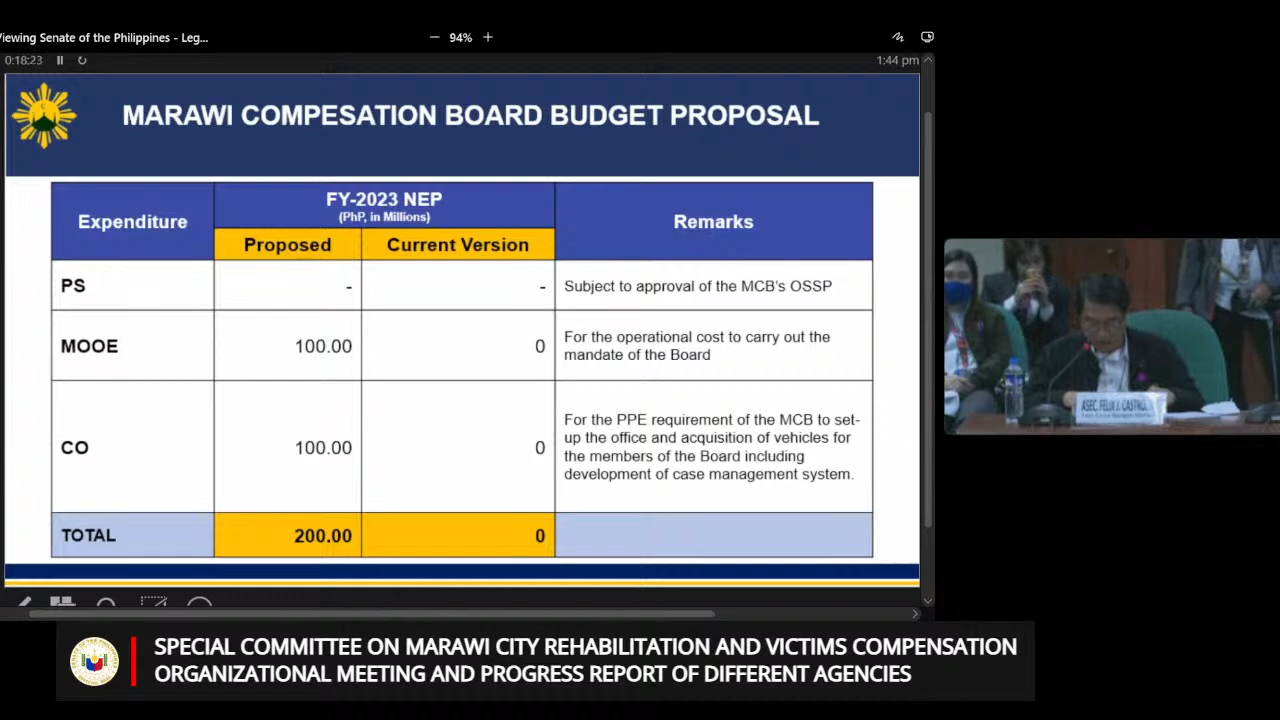 Viewing Senate of the Philippines - Leg...
94%
0:18:23
1:44 pm
MARAWI COMPESATION BOARD BUDGET PROPOSAL
Expenditure
FY-2023 NEP
(PhP, in Millions)
Remarks
Proposed
Current Version
PS
-
-
Subject to approval of the MCB's OSSP
MOOE
100.00
0
For the operational cost to carry out the
mandate of the Board
CO
100.00
0
For the PPE requirement of the MCB to set-
up the office and acquisition of vehicles for
the members of the Board including
development of case management system.
TOTAL
200.00
0
ASEC. FELIX J. CASTRO,
SPECIAL COMMITTEE ON MARAWI CITY REHABILITATION AND VICTIMS COMPENSATION
ORGANIZATIONAL MEETING AND PROGRESS REPORT OF DIFFERENT AGENCIES